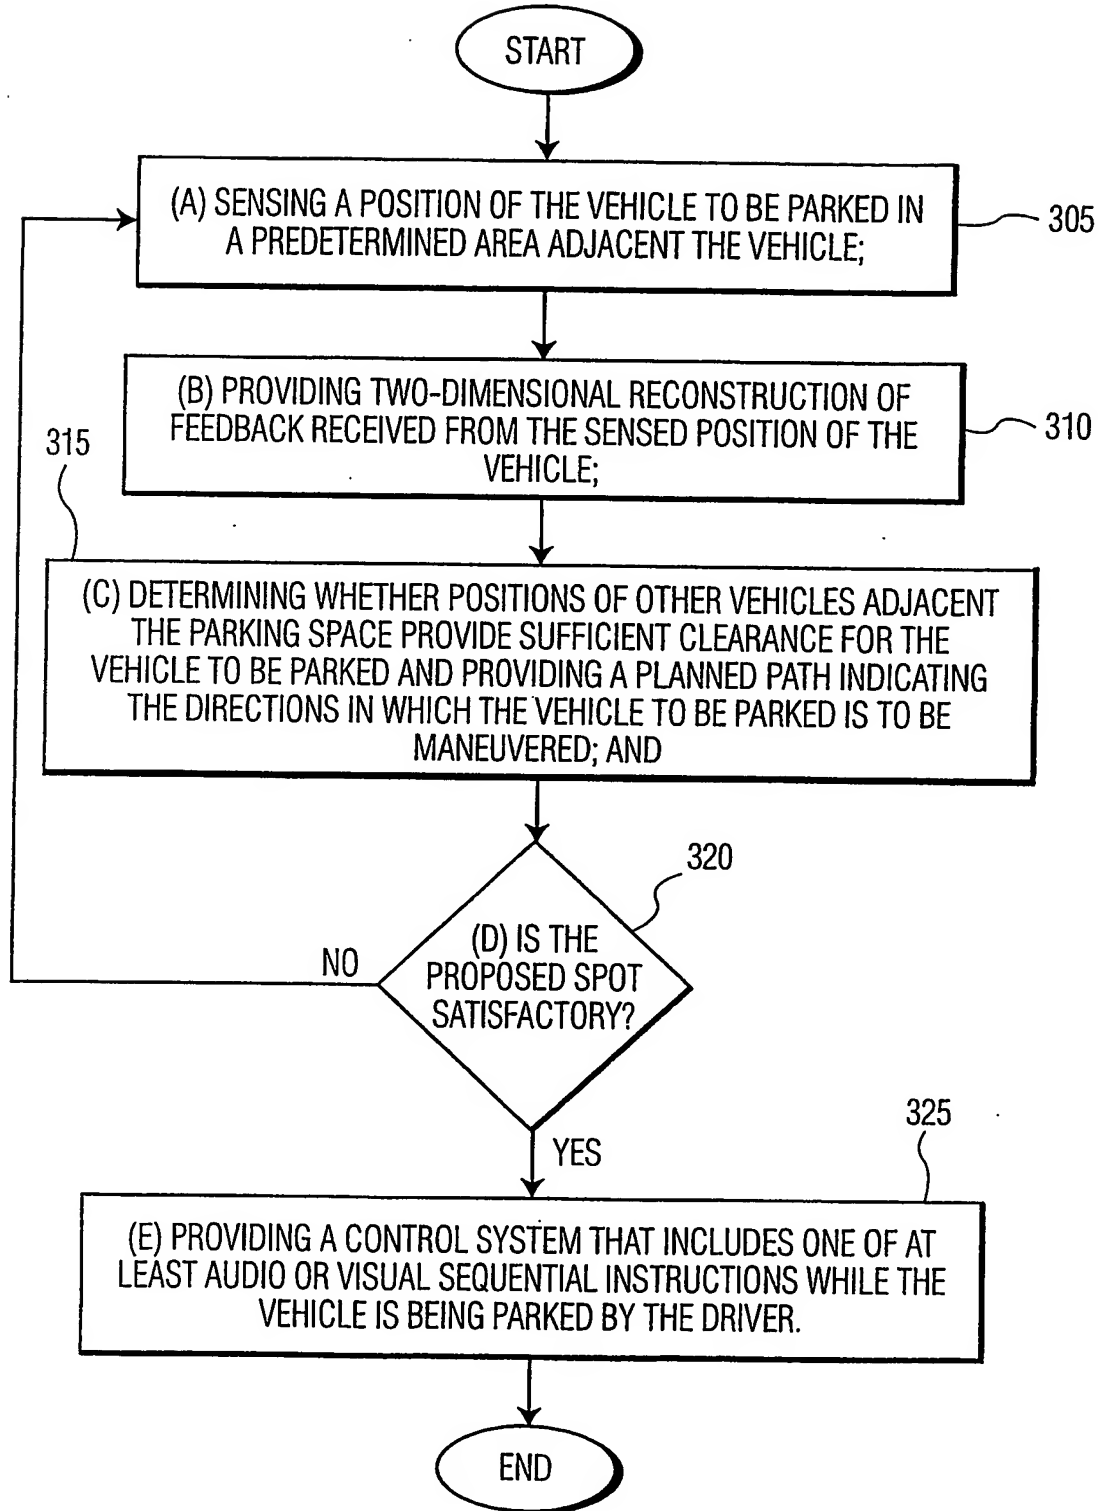 START
(A) SENSING A POSITION OF THE VEHICLE TO BE PARKED IN
A PREDETERMINED AREA ADJACENT THE VEHICLE;
305
(B) PROVIDING TWO-DIMENSIONAL RECONSTRUCTION OF
FEEDBACK RECEIVED FROM THE SENSED POSITION OF THE
VEHICLE;
310
315
(C) DETERMINING WHETHER POSITIONS OF OTHER VEHICLES ADJACENT
THE PARKING SPACE PROVIDE SUFFICIENT CLEARANCE FOR THE
VEHICLE TO BE PARKED AND PROVIDING A PLANNED PATH INDICATING
THE DIRECTIONS IN WHICH THE VEHICLE TO BE PARKED IS TO BE
MANEUVERED; AND
320
(D) IS THE
PROPOSED SPOT
SATISFACTORY?
NO
YES
325
(E) PROVIDING A CONTROL SYSTEM THAT INCLUDES ONE OF AT
LEAST AUDIO OR VISUAL SEQUENTIAL INSTRUCTIONS WHILE THE
VEHICLE IS BEING PARKED BY THE DRIVER.
END